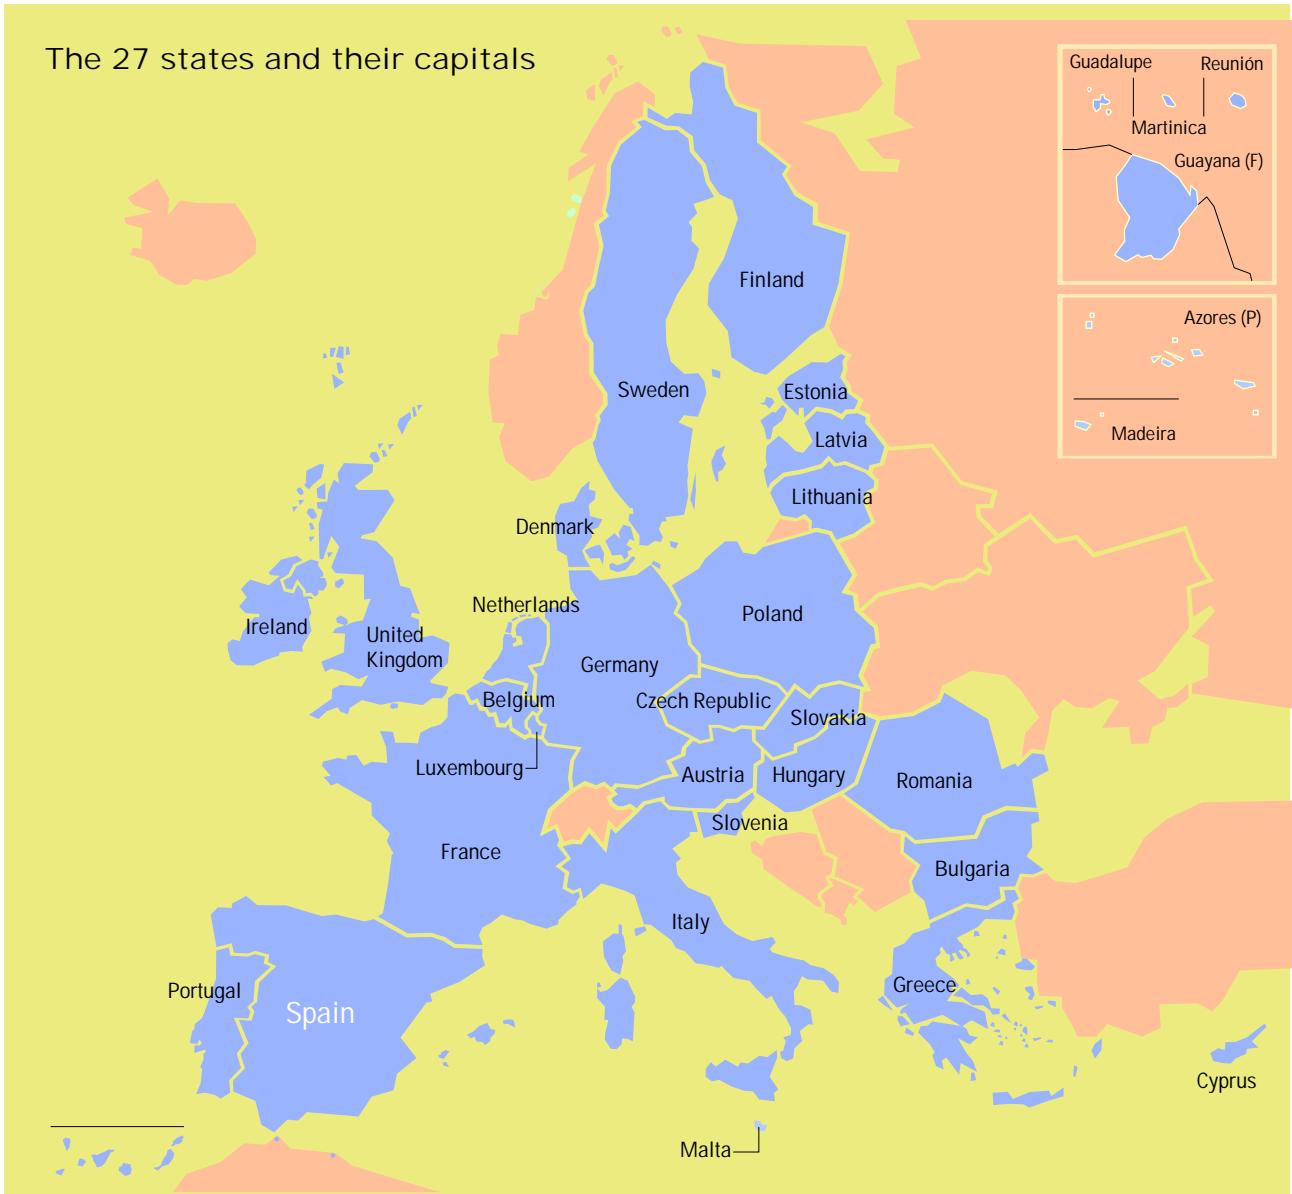 The 27 states and their capitals
Guadalupe
Reunión
Martinica
Guayana (F)
Azores (P)
Madeira
Finland
Sweden
Estonia
Latvia
Lithuania
Denmark
Netherlands
Ireland
United
Kingdom
Poland
Germany
Belgium
Czech Republic
Slovakia
Luxembourg
Austria
Hungary
Romania
Slovenia
France
Bulgaria
Italy
Portugal
Spain
Greece
Cyprus
Malta